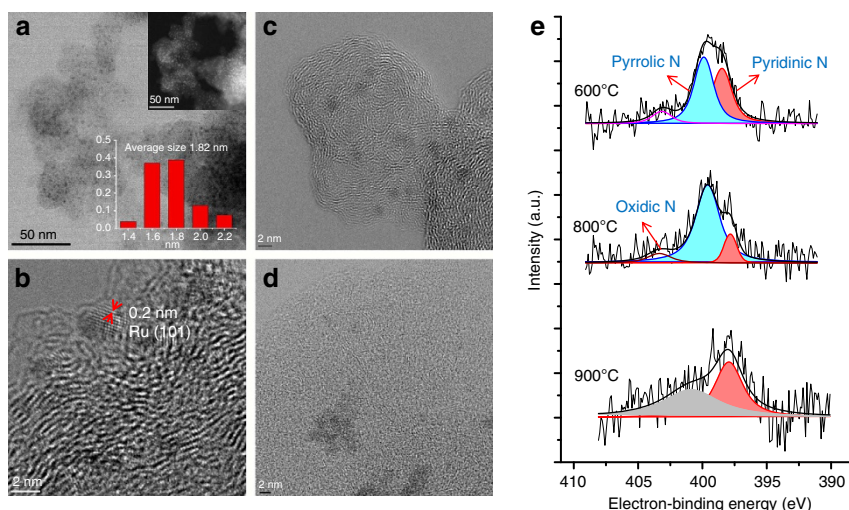 a
50 nm
0.5
0.4
0.3
0.2
0.1
0.0
Average size 1.82 nm
1.4 1.6 1.8 2.0 2.2
nm
50 nm
b
0.2 nm
Ru (101)
2 nm
c
2 nm
d
2 nm
e
Pyrrolic N
Pyridinic N
600°C
Oxidic N
800°C
900°C
Intensity (a.u.)
410 405 400 395 390
Electron-binding energy (eV)